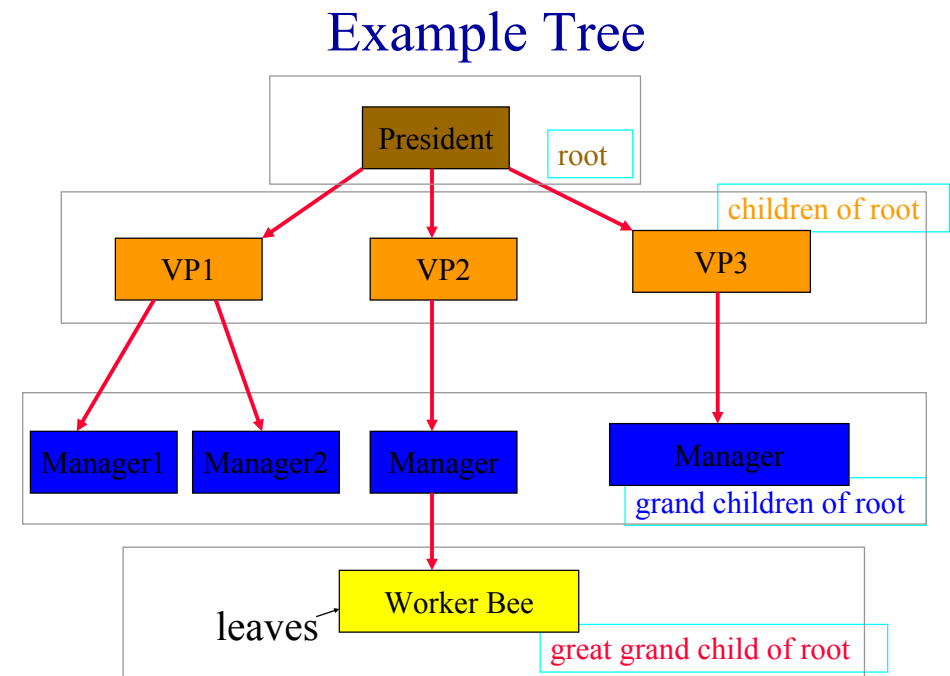 Example Tree
President
root
children of root
VP1
VP2
VP3
Manager1
Manager2
Manager
Manager
grand children of root
Worker Bee
leaves
great grand child of root